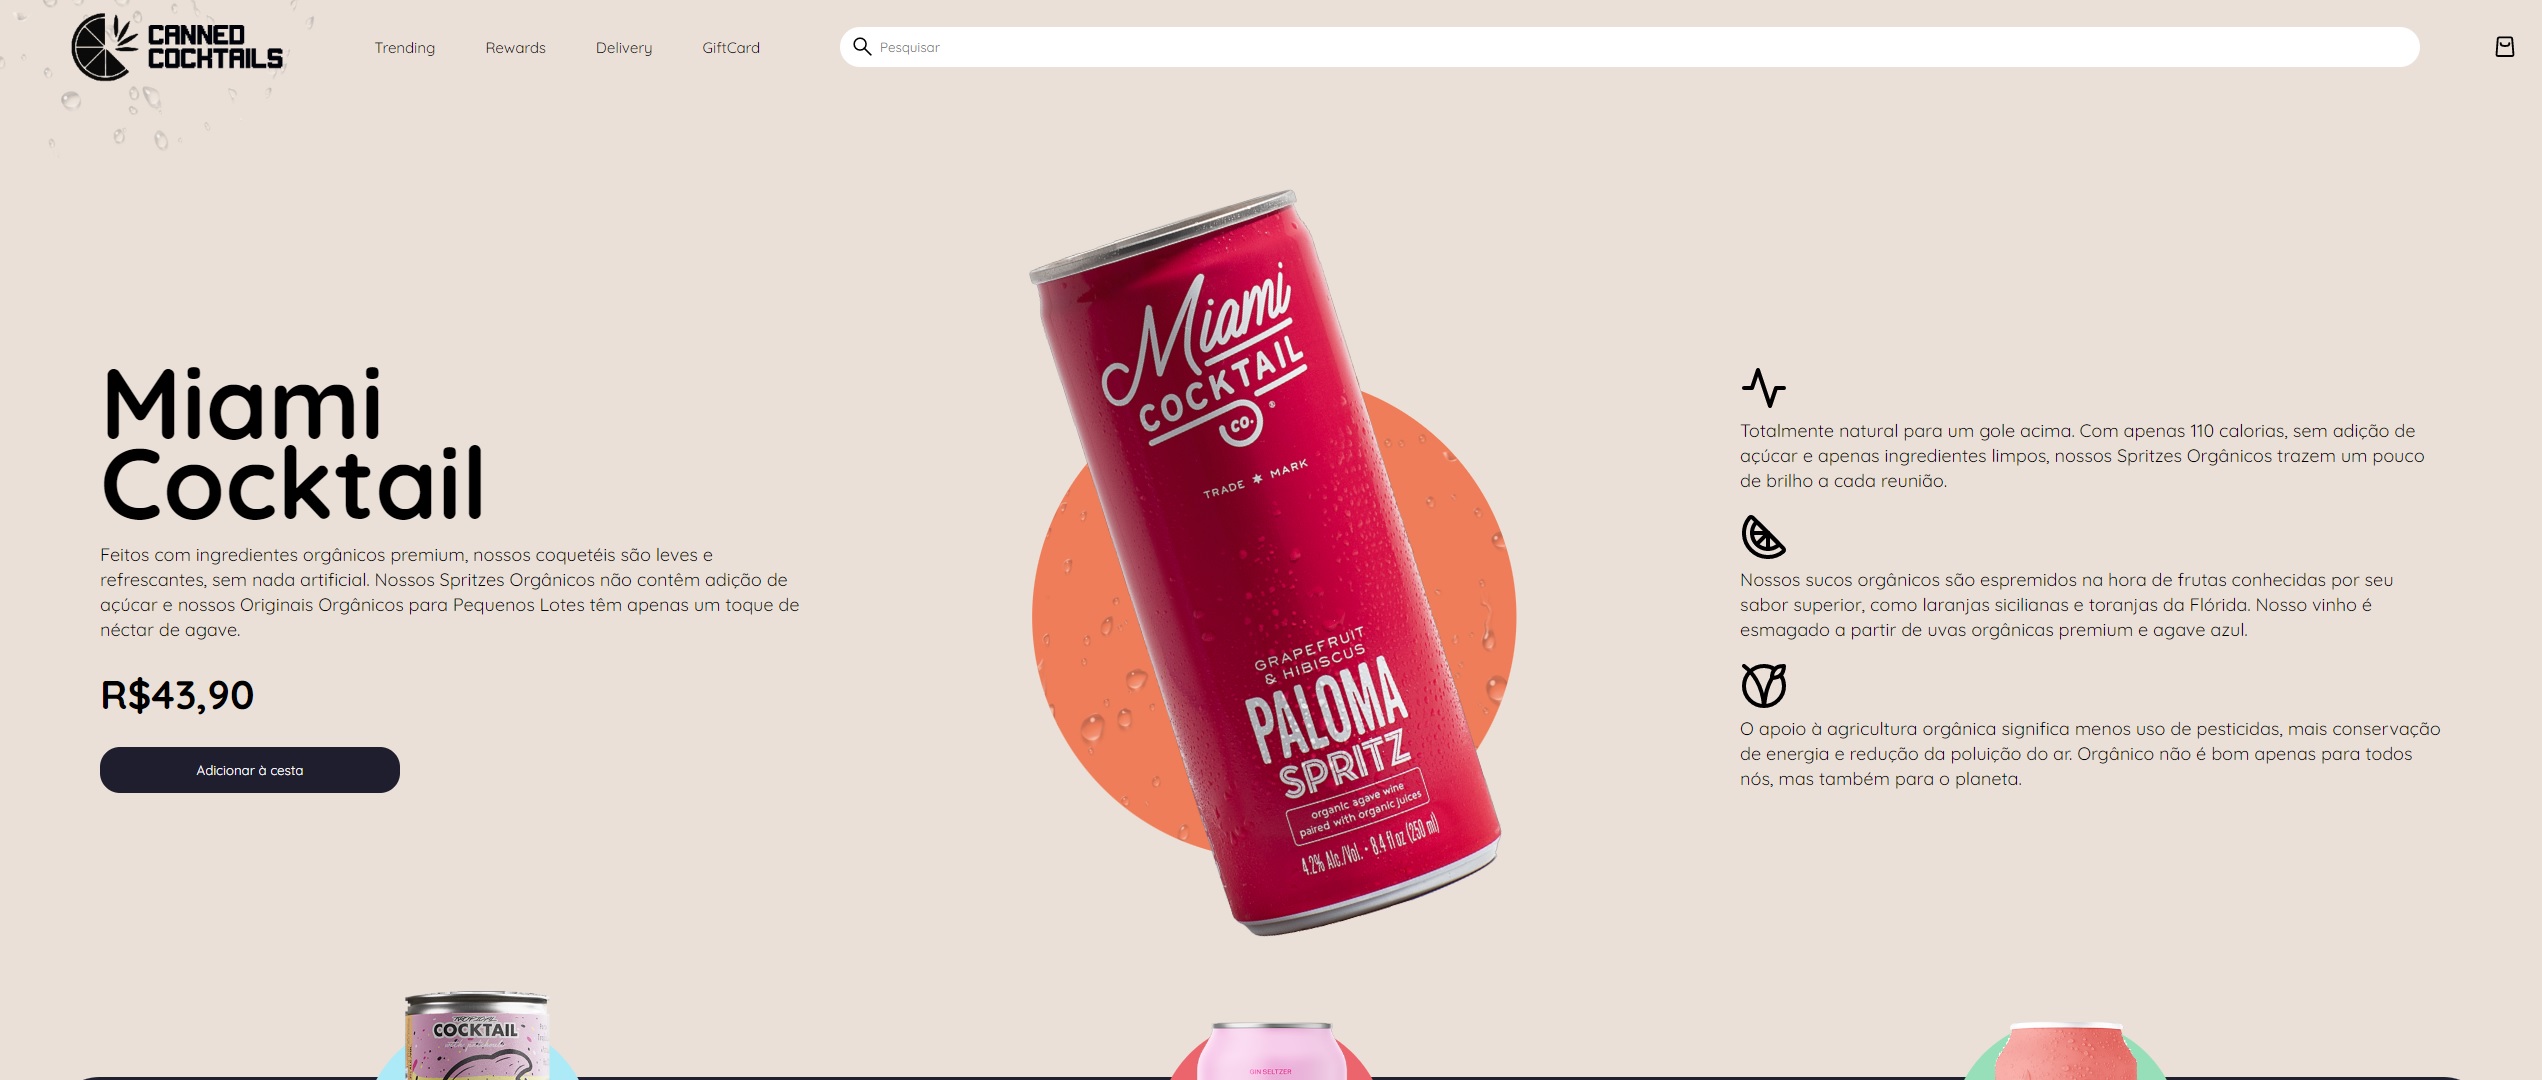 CANNED
COCKTAILS
Trending
Rewards
Delivery
GiftCard
Pesquisar
Miami
Cocktail
Feitos com ingredientes orgânicos premium, nossos coquetéis são leves e
refrescantes, sem nada artificial. Nossos Spritzes Orgânicos não contêm adição de
açúcar e nossos Originais Orgânicos para Pequenos Lotes têm apenas um toque de
néctar de agave.
R$43,90
Adicionar à cesta
Miami
COCKTAIL
CO.
®
TRADE ✶ MARK
GRAPEFRUIT
& HIBISCUS
PALOMA
SPRITZ
organic agave wine
paired with organic juices
4.2% Alc./Vol. • 8.4 fl oz (250 ml)
Totalmente natural para um gole acima. Com apenas 110 calorias, sem adição de
açúcar e apenas ingredientes limpos, nossos Spritzes Orgânicos trazem um pouco
de brilho a cada reunião.
Nossos sucos orgânicos são espremidos na hora de frutas conhecidas por seu
sabor superior, como laranjas sicilianas e toranjas da Flórida. Nosso vinho é
esmagado a partir de uvas orgânicas premium e agave azul.
O apoio à agricultura orgânica significa menos uso de pesticidas, mais conservação
de energia e redução da poluição do ar. Orgânico não é bom apenas para todos
nós, mas também para o planeta.
TROPICAL
COCKTAIL
GIN SELTZER